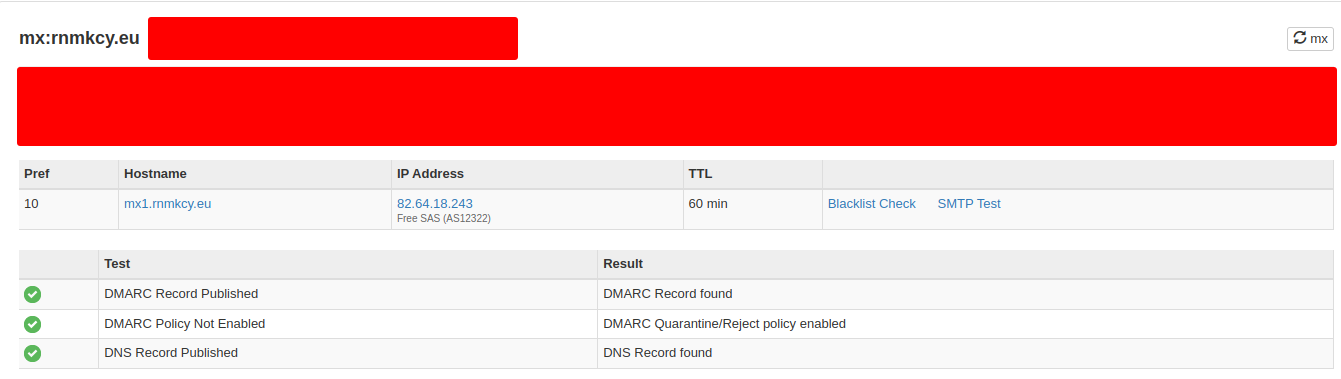 mx:rnmkcy.eu
mx
Pref Hostname IP Address TTL
10 mx1.rnmkcy.eu 82.64.18.243 60 min Blacklist Check SMTP Test
Free SAS (AS12322)
Test Result
DMARC Record Published DMARC Record found
DMARC Policy Not Enabled DMARC Quarantine/Reject policy enabled
DNS Record Published DNS Record found